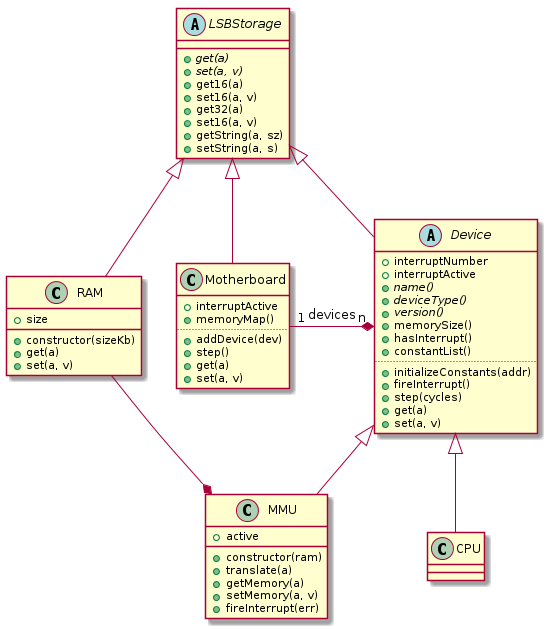 A LSBStorage
get(a)
set(a, v)
get16(a)
set16(a, v)
get32(a)
set16(a, v)
getString(a, sz)
setString(a, s)
A Device
interruptNumber
interruptActive
name()
deviceType()
version()
memorySize()
hasInterrupt()
constantList()
initializeConstants(addr)
fireInterrupt()
step(cycles)
get(a)
set(a, v)
C RAM
size
constructor(sizeKb)
get(a)
set(a, v)
C Motherboard
interruptActive
memoryMap()
addDevice(dev)
step()
get(a)
set(a, v)
1 devices n
C MMU
active
constructor(ram)
translate(a)
getMemory(a)
setMemory(a, v)
fireInterrupt(err)
C CPU